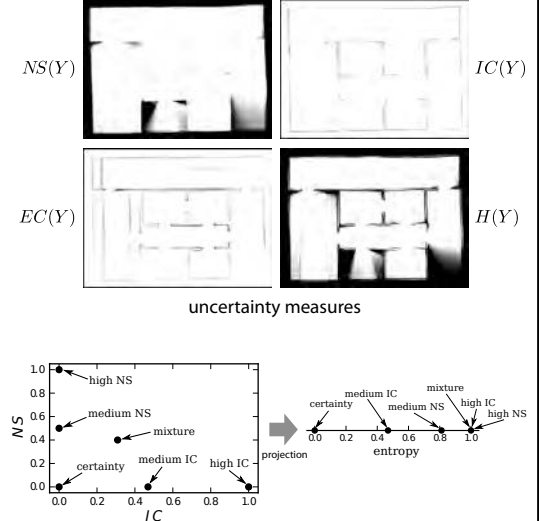 NS(Y)
IC(Y)
EC(Y)
H(Y)
uncertainty measures
1.0
0.8
0.6
0.4
0.2
0.0
NS
high NS
medium NS
mixture
certainty
medium IC
high IC
0.0 0.2 0.4 0.6 0.8 1.0
IC
projection
certainty
medium IC
medium NS
mixture
high IC
high NS
0.0 0.2 0.4 0.6 0.8 1.0
entropy